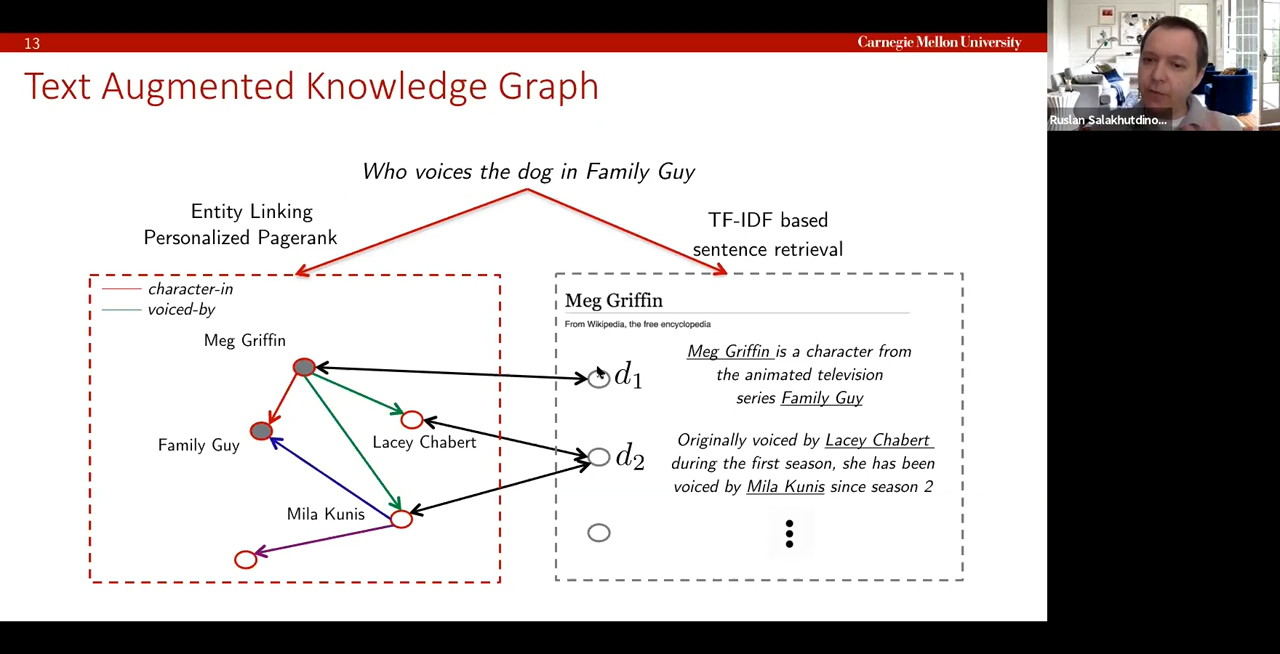 13
Carnegie Mellon University
Text Augmented Knowledge Graph
Ruslan Salakhutdino...
Who voices the dog in Family Guy
Entity Linking
Personalized Pagerank
TF-IDF based
sentence retrieval
character-in
voiced-by
Meg Griffin
Family Guy
Lacey Chabert
Mila Kunis
Meg Griffin
From Wikipedia, the free encyclopedia
d1
Meg Griffin is a character from
the animated television
series Family Guy
d2
Originally voiced by Lacey Chabert
during the first season, she has been
voiced by Mila Kunis since season 2